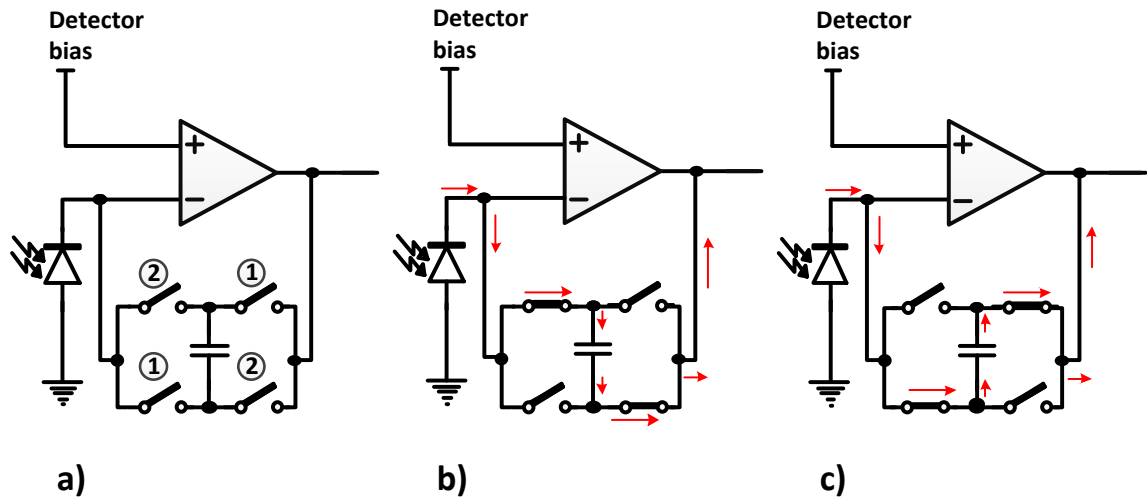 Detector
bias
+
−
②
①
①
②
a)
Detector
bias
+
−
b)
Detector
bias
+
−
c)